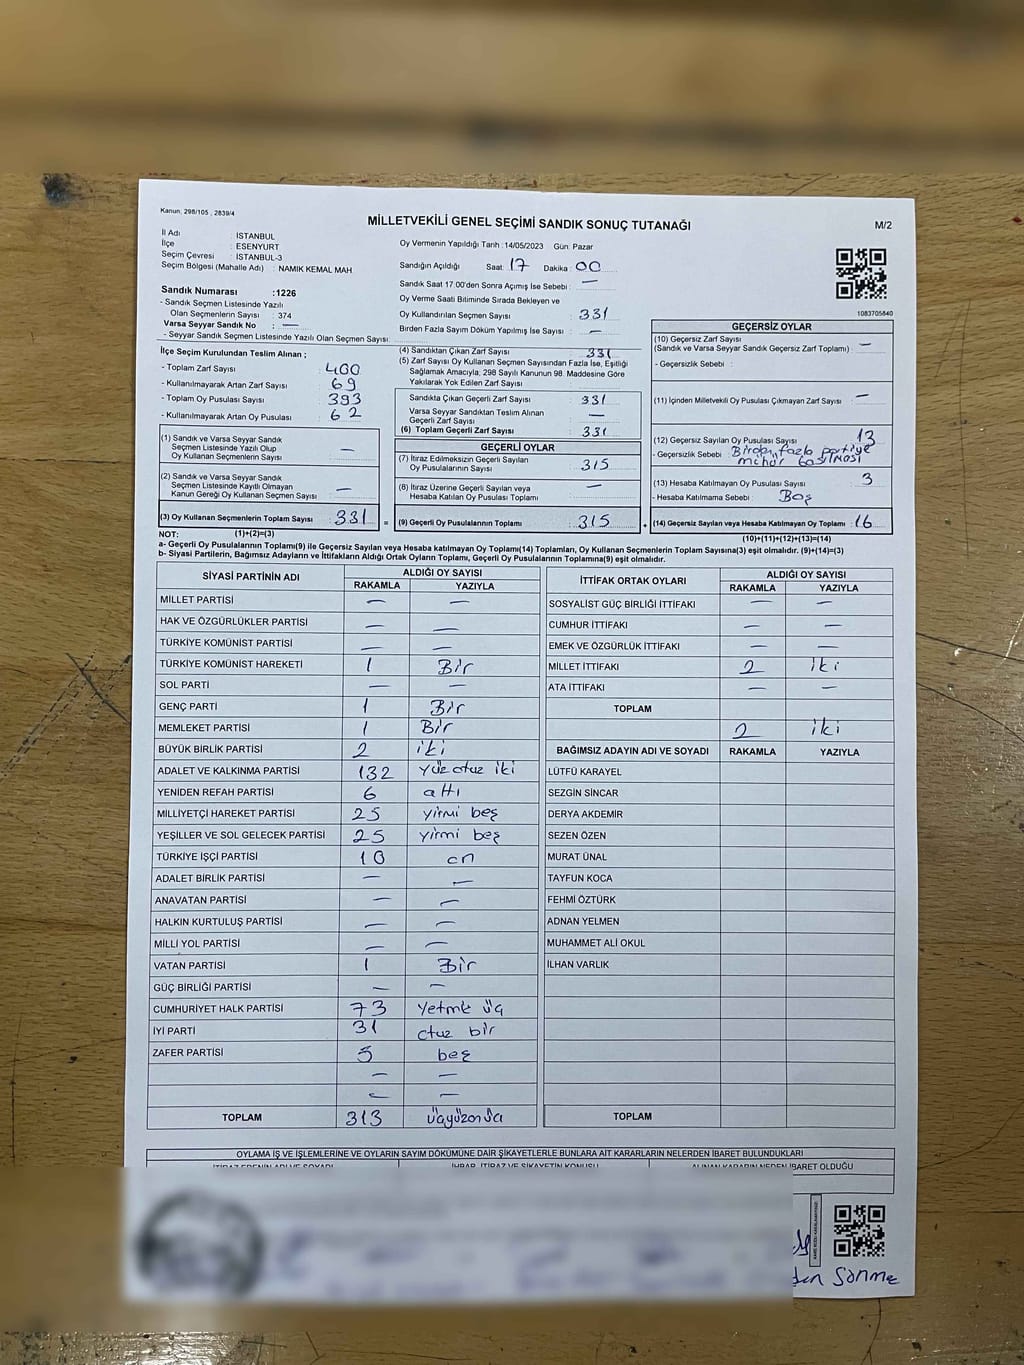 Kanun, 298/105 , 2839/4
MİLLETVEKİLİ GENEL SEÇİMİ SANDIK SONUÇ TUTANAĞI
M/2
İl Adı : İSTANBUL
İlçe : ESENYURT
Seçim Çevresi : İSTANBUL-3
Seçim Bölgesi (Mahalle Adı) : NAMIK KEMAL MAH
Sandık Numarası :1226
- Sandık Seçmen Listesinde Yazılı
Olan Seçmenlerin Sayısı : 374
Varsa Seyyar Sandık No : —
- Seyyar Sandık Seçmen Listesinde Yazılı Olan Seçmen Sayısı:
Oy Vermenin Yapıldığı Tarih :14/05/2023 Gün: Pazar
Sandığın Açıldığı Saat: 17 Dakika : 00
Sandık Saat 17.00'den Sonra Açımış İse Sebebi : —
Oy Verme Saati Bitiminde Sırada Bekleyen ve
Oy Kullandırılan Seçmen Sayısı : 331
Birden Fazla Sayım Döküm Yapılmış İse Sayısı : —
1083705840
İlçe Seçim Kurulundan Teslim Alınan ;
- Toplam Zarf Sayısı : 400
- Kullanılmayarak Artan Zarf Sayısı : 69
- Toplam Oy Pusulası Sayısı : 393
- Kullanılmayarak Artan Oy Pusulası : 62
(4) Sandıktan Çıkan Zarf Sayısı : 331
(5) Zarf Sayısı Oy Kullanan Seçmen Sayısından Fazla İse, Eşitliği
Sağlamak Amacıyla; 298 Sayılı Kanunun 98. Maddesine Göre
Yakılarak Yok Edilen Zarf Sayısı :
Sandıkta Çıkan Geçerli Zarf Sayısı : 331
Varsa Seyyar Sandıktan Teslim Alınan
Geçerli Zarf Sayısı : —
(6) Toplam Geçerli Zarf Sayısı : 331
GEÇERSİZ OYLAR
(10) Geçersiz Zarf Sayısı
(Sandık ve Varsa Seyyar Sandık Geçersiz Zarf Toplamı) : —
- Geçersizlik Sebebi :
(11) İçinden Milletvekili Oy Pusulası Çıkmayan Zarf Sayısı : —
(12) Geçersiz Sayılan Oy Pusulası Sayısı : 13
- Geçersizlik Sebebi : Birden fazla partiye
mühür basılması
(13) Hesaba Katılmayan Oy Pusulası Sayısı : 3
- Hesaba Katılmama Sebebi : Boş
(14) Geçersiz Sayılan veya Hesaba Katılmayan Oy Toplamı : 16
(10)+(11)+(12)+(13)=(14)
(1) Sandık ve Varsa Seyyar Sandık
Seçmen Listesinde Yazılı Olup
Oy Kullanan Seçmenlerin Sayısı : —
(2) Sandık ve Varsa Seyyar Sandık
Seçmen Listesinde Kayıtlı Olmayan
Kanun Gereği Oy Kullanan Seçmen Sayısı : —
(3) Oy Kullanan Seçmenlerin Toplam Sayısı : 331 =
GEÇERLİ OYLAR
(7) İtiraz Edilmeksizin Geçerli Sayılan
Oy Pusulalarının Sayısı : 315
(8) İtiraz Üzerine Geçerli Sayılan veya
Hesaba Katılan Oy Pusulası Toplamı : —
(9) Geçerli Oy Pusulalarının Toplamı : 315 +
NOT: (1)+(2)=(3)
a- Geçerli Oy Pusulalarının Toplamı(9) ile Geçersiz Sayılan veya Hesaba katılmayan Oy Toplamı(14) Toplamları, Oy Kullanan Seçmenlerin Toplam Sayısına(3) eşit olmalıdır. (9)+(14)=(3)
b- Siyasi Partilerin, Bağımsız Adayların ve İttifakların Aldığı Ortak Oyların Toplamı, Geçerli Oy Pusulalarının Toplamına(9) eşit olmalıdır.
SİYASİ PARTİNİN ADI ALDIĞI OY SAYISI
RAKAMLA YAZIYLA
MİLLET PARTİSİ — —
HAK VE ÖZGÜRLÜKLER PARTİSİ — —
TÜRKİYE KOMÜNİST PARTİSİ — —
TÜRKİYE KOMÜNİST HAREKETİ 1 Bir
SOL PARTİ — —
GENÇ PARTİ 1 Bir
MEMLEKET PARTİSİ 1 Bir
BÜYÜK BİRLİK PARTİSİ 2 iki
ADALET VE KALKINMA PARTİSİ 132 yüz otuz iki
YENİDEN REFAH PARTİSİ 6 altı
MİLLİYETÇİ HAREKET PARTİSİ 25 yirmi beş
YEŞİLLER VE SOL GELECEK PARTİSİ 25 yirmi beş
TÜRKİYE İŞÇİ PARTİSİ 10 on
ADALET BİRLİK PARTİSİ — —
ANAVATAN PARTİSİ — —
HALKIN KURTULUŞ PARTİSİ — —
MİLLİ YOL PARTİSİ — —
VATAN PARTİSİ 1 Bir
GÜÇ BİRLİĞİ PARTİSİ — —
CUMHURİYET HALK PARTİSİ 73 yetmiş üç
İYİ PARTİ 31 otuz bir
ZAFER PARTİSİ 5 beş
— —
— —
TOPLAM 313 üçyüzonüç
İTTİFAK ORTAK OYLARI ALDIĞI OY SAYISI
RAKAMLA YAZIYLA
SOSYALİST GÜÇ BİRLİĞİ İTTİFAKI — —
CUMHUR İTTİFAKI — —
EMEK VE ÖZGÜRLÜK İTTİFAKI — —
MİLLET İTTİFAKI 2 iki
ATA İTTİFAKI — —
TOPLAM 2 iki
BAĞIMSIZ ADAYIN ADI VE SOYADI RAKAMLA YAZIYLA
LÜTFÜ KARAYEL
SEZGİN SİNCAR
DERYA AKDEMİR
SEZEN ÖZEN
MURAT ÜNAL
TAYFUN KOCA
FEHMİ ÖZTÜRK
ADNAN YELMEN
MUHAMMET ALİ OKUL
İLHAN VARLIK
TOPLAM
OYLAMA İŞ VE İŞLEMLERİNE VE OYLARIN SAYIM DÖKÜMÜNE DAİR ŞİKAYETLERLE BUNLARA AİT KARARLARIN NELERDEN İBARET BULUNDUKLARI
İTİRAZ EDENİN ADI VE SOYADI İHBAR, İTİRAZ VE ŞİKAYETİN KONUSU ALINAN KARARIN NEDEN İBARET OLDUĞU
den Sönme